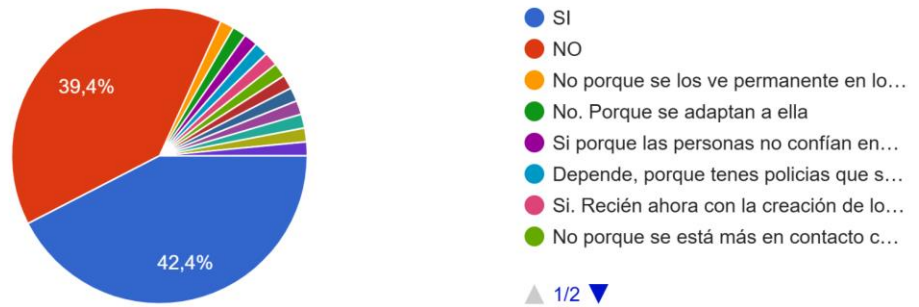 39,4%
42,4%
SI
NO
No porque se los ve permanente en lo…
No. Porque se adaptan a ella
Si porque las personas no confían en…
Depende, porque tenes policias que s…
Si. Recién ahora con la creación de lo…
No porque se está más en contacto c…
1/2